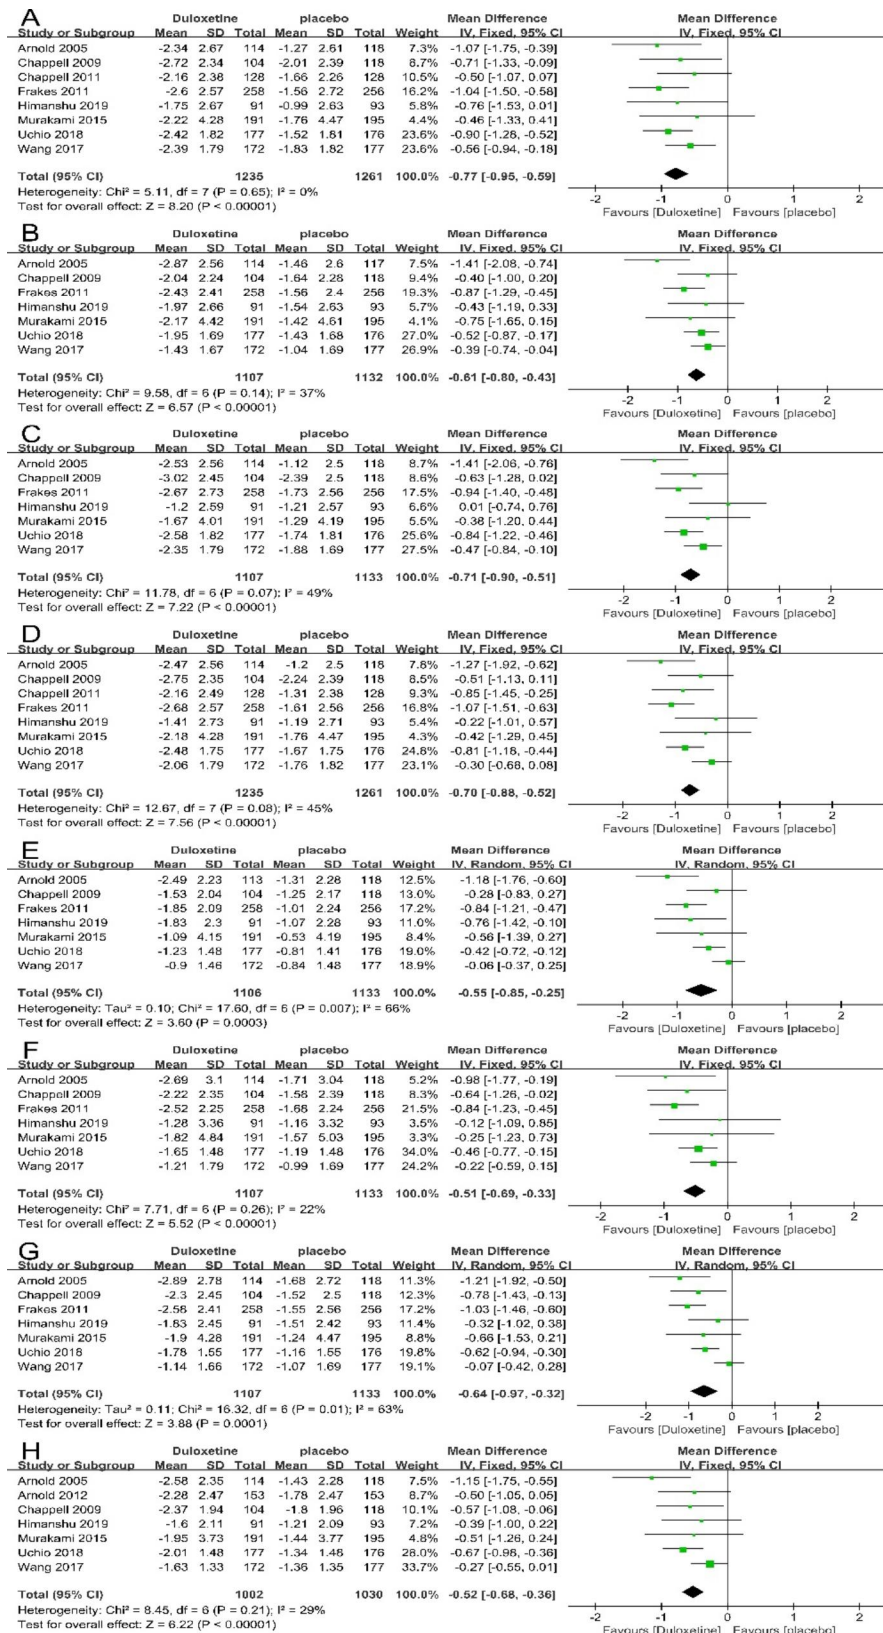 A
Duloxetine placebo Mean Difference Mean Difference
Study or Subgroup Mean SD Total Mean SD Total Weight IV, Fixed, 95% CI IV, Fixed, 95% CI
Arnold 2005 -2.34 2.67 114 -1.27 2.61 118 7.3% -1.07 [-1.75, -0.39]
Chappell 2009 -2.72 2.34 104 -2.01 2.39 118 8.7% -0.71 [-1.33, -0.09]
Chappell 2011 -2.16 2.38 128 -1.66 2.26 128 10.5% -0.50 [-1.07, 0.07]
Frakes 2011 -2.6 2.57 258 -1.56 2.72 256 16.2% -1.04 [-1.50, -0.58]
Himanshu 2019 -1.75 2.67 91 -0.99 2.63 93 5.8% -0.76 [-1.53, 0.01]
Murakami 2015 -2.22 4.28 191 -1.76 4.47 195 4.4% -0.46 [-1.33, 0.41]
Uchio 2018 -2.42 1.82 177 -1.52 1.81 176 23.6% -0.90 [-1.28, -0.52]
Wang 2017 -2.39 1.79 172 -1.83 1.82 177 23.6% -0.56 [-0.94, -0.18]
Total (95% CI) 1235 1261 100.0% -0.77 [-0.95, -0.59]
Heterogeneity: Chi² = 5.11, df = 7 (P = 0.65); I² = 0%
Test for overall effect: Z = 8.20 (P < 0.00001)
-2 -1 0 1 2
Favours [Duloxetine] Favours [placebo]
B
Duloxetine placebo Mean Difference Mean Difference
Study or Subgroup Mean SD Total Mean SD Total Weight IV, Fixed, 95% CI IV, Fixed, 95% CI
Arnold 2005 -2.87 2.56 114 -1.46 2.6 117 7.5% -1.41 [-2.08, -0.74]
Chappell 2009 -2.04 2.24 104 -1.64 2.28 118 9.4% -0.40 [-1.00, 0.20]
Frakes 2011 -2.43 2.41 258 -1.56 2.4 256 19.3% -0.87 [-1.29, -0.45]
Himanshu 2019 -1.97 2.66 91 -1.54 2.63 93 5.8% -0.43 [-1.19, 0.33]
Murakami 2015 -2.17 4.42 191 -1.42 4.61 195 4.1% -0.75 [-1.65, 0.15]
Uchio 2018 -1.95 1.69 177 -1.43 1.68 176 27.0% -0.52 [-0.87, -0.17]
Wang 2017 -1.43 1.67 172 -1.04 1.69 177 26.9% -0.39 [-0.74, -0.04]
Total (95% CI) 1107 1132 100.0% -0.61 [-0.80, -0.43]
Heterogeneity: Chi² = 9.58, df = 6 (P = 0.14); I² = 37%
Test for overall effect: Z = 6.57 (P < 0.00001)
-2 -1 0 1 2
Favours [Duloxetine] Favours [placebo]
C
Duloxetine placebo Mean Difference Mean Difference
Study or Subgroup Mean SD Total Mean SD Total Weight IV, Fixed, 95% CI IV, Fixed, 95% CI
Arnold 2005 -2.53 2.56 114 -1.12 2.5 118 8.7% -1.41 [-2.06, -0.76]
Chappell 2009 -3.02 2.45 104 -2.39 2.5 118 8.6% -0.63 [-1.28, 0.02]
Frakes 2011 -2.67 2.73 258 -1.73 2.56 256 17.5% -0.94 [-1.40, -0.48]
Himanshu 2019 -1.2 2.59 91 -1.21 2.57 93 6.6% 0.01 [-0.74, 0.76]
Murakami 2015 -1.67 4.01 191 -1.29 4.19 195 5.5% -0.38 [-1.20, 0.44]
Uchio 2018 -2.58 1.82 177 -1.74 1.81 176 25.6% -0.84 [-1.22, -0.46]
Wang 2017 -2.35 1.79 172 -1.88 1.69 177 27.5% -0.47 [-0.84, -0.10]
Total (95% CI) 1107 1133 100.0% -0.71 [-0.90, -0.51]
Heterogeneity: Chi² = 11.78, df = 6 (P = 0.07); I² = 49%
Test for overall effect: Z = 7.22 (P < 0.00001)
-2 -1 0 1 2
Favours [Duloxetine] Favours [placebo]
D
Duloxetine placebo Mean Difference Mean Difference
Study or Subgroup Mean SD Total Mean SD Total Weight IV, Fixed, 95% CI IV, Fixed, 95% CI
Arnold 2005 -2.47 2.56 114 -1.2 2.5 118 7.8% -1.27 [-1.92, -0.62]
Chappell 2009 -2.75 2.35 104 -2.24 2.39 118 8.5% -0.51 [-1.13, 0.11]
Chappell 2011 -2.16 2.49 128 -1.31 2.38 128 9.3% -0.85 [-1.45, -0.25]
Frakes 2011 -2.68 2.57 258 -1.61 2.56 256 16.8% -1.07 [-1.51, -0.63]
Himanshu 2019 -1.41 2.73 91 -1.19 2.71 93 5.4% -0.22 [-1.01, 0.57]
Murakami 2015 -2.18 4.28 191 -1.76 4.47 195 4.3% -0.42 [-1.29, 0.45]
Uchio 2018 -2.48 1.75 177 -1.67 1.75 176 24.8% -0.81 [-1.18, -0.44]
Wang 2017 -2.06 1.79 172 -1.76 1.82 177 23.1% -0.30 [-0.68, 0.08]
Total (95% CI) 1235 1261 100.0% -0.70 [-0.88, -0.52]
Heterogeneity: Chi² = 12.67, df = 7 (P = 0.08); I² = 45%
Test for overall effect: Z = 7.56 (P < 0.00001)
-2 -1 0 1 2
Favours [Duloxetine] Favours [placebo]
E
Duloxetine placebo Mean Difference Mean Difference
Study or Subgroup Mean SD Total Mean SD Total Weight IV, Random, 95% CI IV, Random, 95% CI
Arnold 2005 -2.49 2.23 113 -1.31 2.28 118 12.5% -1.18 [-1.76, -0.60]
Chappell 2009 -1.53 2.04 104 -1.25 2.17 118 13.0% -0.28 [-0.83, 0.27]
Frakes 2011 -1.85 2.09 258 -1.01 2.24 256 17.2% -0.84 [-1.21, -0.47]
Himanshu 2019 -1.83 2.3 91 -1.07 2.28 93 11.0% -0.76 [-1.42, -0.10]
Murakami 2015 -1.09 4.15 191 -0.53 4.19 195 8.4% -0.56 [-1.39, 0.27]
Uchio 2018 -1.23 1.48 177 -0.81 1.41 176 19.0% -0.42 [-0.72, -0.12]
Wang 2017 -0.9 1.46 172 -0.84 1.48 177 18.9% -0.06 [-0.37, 0.25]
Total (95% CI) 1106 1133 100.0% -0.55 [-0.85, -0.25]
Heterogeneity: Tau² = 0.10; Chi² = 17.60, df = 6 (P = 0.007); I² = 66%
Test for overall effect: Z = 3.60 (P = 0.0003)
-2 -1 0 1 2
Favours [Duloxetine] Favours [placebo]
F
Duloxetine placebo Mean Difference Mean Difference
Study or Subgroup Mean SD Total Mean SD Total Weight IV, Fixed, 95% CI IV, Fixed, 95% CI
Arnold 2005 -2.69 3.1 114 -1.71 3.04 118 5.2% -0.98 [-1.77, -0.19]
Chappell 2009 -2.22 2.35 104 -1.58 2.39 118 8.3% -0.64 [-1.26, -0.02]
Frakes 2011 -2.52 2.25 258 -1.68 2.24 256 21.5% -0.84 [-1.23, -0.45]
Himanshu 2019 -1.28 3.36 91 -1.16 3.32 93 3.5% -0.12 [-1.09, 0.85]
Murakami 2015 -1.82 4.84 191 -1.57 5.03 195 3.3% -0.25 [-1.23, 0.73]
Uchio 2018 -1.65 1.48 177 -1.19 1.48 176 34.0% -0.46 [-0.77, -0.15]
Wang 2017 -1.21 1.79 172 -0.99 1.69 177 24.2% -0.22 [-0.59, 0.15]
Total (95% CI) 1107 1133 100.0% -0.51 [-0.69, -0.33]
Heterogeneity: Chi² = 7.71, df = 6 (P = 0.26); I² = 22%
Test for overall effect: Z = 5.52 (P < 0.00001)
-2 -1 0 1 2
Favours [Duloxetine] Favours [placebo]
G
Duloxetine placebo Mean Difference Mean Difference
Study or Subgroup Mean SD Total Mean SD Total Weight IV, Random, 95% CI IV, Random, 95% CI
Arnold 2005 -2.89 2.78 114 -1.68 2.72 118 11.3% -1.21 [-1.92, -0.50]
Chappell 2009 -2.3 2.45 104 -1.52 2.5 118 12.3% -0.78 [-1.43, -0.13]
Frakes 2011 -2.58 2.41 258 -1.55 2.56 256 17.2% -1.03 [-1.46, -0.60]
Himanshu 2019 -1.83 2.45 91 -1.51 2.42 93 11.4% -0.32 [-1.02, 0.38]
Murakami 2015 -1.9 4.28 191 -1.24 4.47 195 8.8% -0.66 [-1.53, 0.21]
Uchio 2018 -1.78 1.55 177 -1.16 1.55 176 19.8% -0.62 [-0.94, -0.30]
Wang 2017 -1.14 1.66 172 -1.07 1.69 177 19.1% -0.07 [-0.42, 0.28]
Total (95% CI) 1107 1133 100.0% -0.64 [-0.97, -0.32]
Heterogeneity: Tau² = 0.11; Chi² = 16.32, df = 6 (P = 0.01); I² = 63%
Test for overall effect: Z = 3.88 (P = 0.0001)
-2 -1 0 1 2
Favours [Duloxetine] Favours [placebo]
H
Duloxetine placebo Mean Difference Mean Difference
Study or Subgroup Mean SD Total Mean SD Total Weight IV, Fixed, 95% CI IV, Fixed, 95% CI
Arnold 2005 -2.58 2.35 114 -1.43 2.28 118 7.5% -1.15 [-1.75, -0.55]
Arnold 2012 -2.28 2.47 153 -1.78 2.47 153 8.7% -0.50 [-1.05, 0.05]
Chappell 2009 -2.37 1.94 104 -1.8 1.96 118 10.1% -0.57 [-1.08, -0.06]
Himanshu 2019 -1.6 2.11 91 -1.21 2.09 93 7.2% -0.39 [-1.00, 0.22]
Murakami 2015 -1.95 3.73 191 -1.44 3.77 195 4.8% -0.51 [-1.26, 0.24]
Uchio 2018 -2.01 1.48 177 -1.34 1.48 176 28.0% -0.67 [-0.98, -0.36]
Wang 2017 -1.63 1.33 172 -1.36 1.35 177 33.7% -0.27 [-0.55, 0.01]
Total (95% CI) 1002 1030 100.0% -0.52 [-0.68, -0.36]
Heterogeneity: Chi² = 8.45, df = 6 (P = 0.21); I² = 29%
Test for overall effect: Z = 6.22 (P < 0.00001)
-2 -1 0 1 2
Favours [Duloxetine] Favours [placebo]